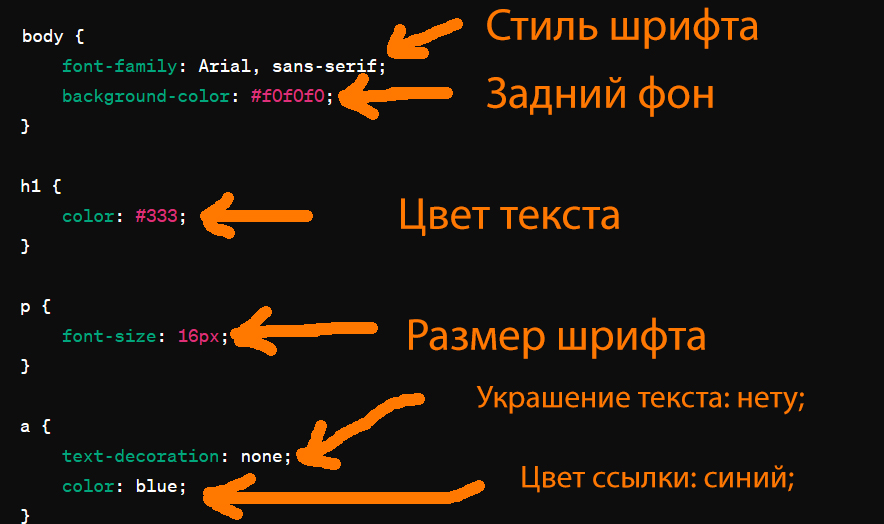 body {
font-family: Arial, sans-serif; Стиль шрифта
background-color: #f0f0f0; Задний фон
}
h1 {
color: #333; Цвет текста
}
p {
font-size: 16px; Размер шрифта
}
Украшение текста: нету;
a {
text-decoration: none;
color: blue; Цвет ссылки: синий;
}